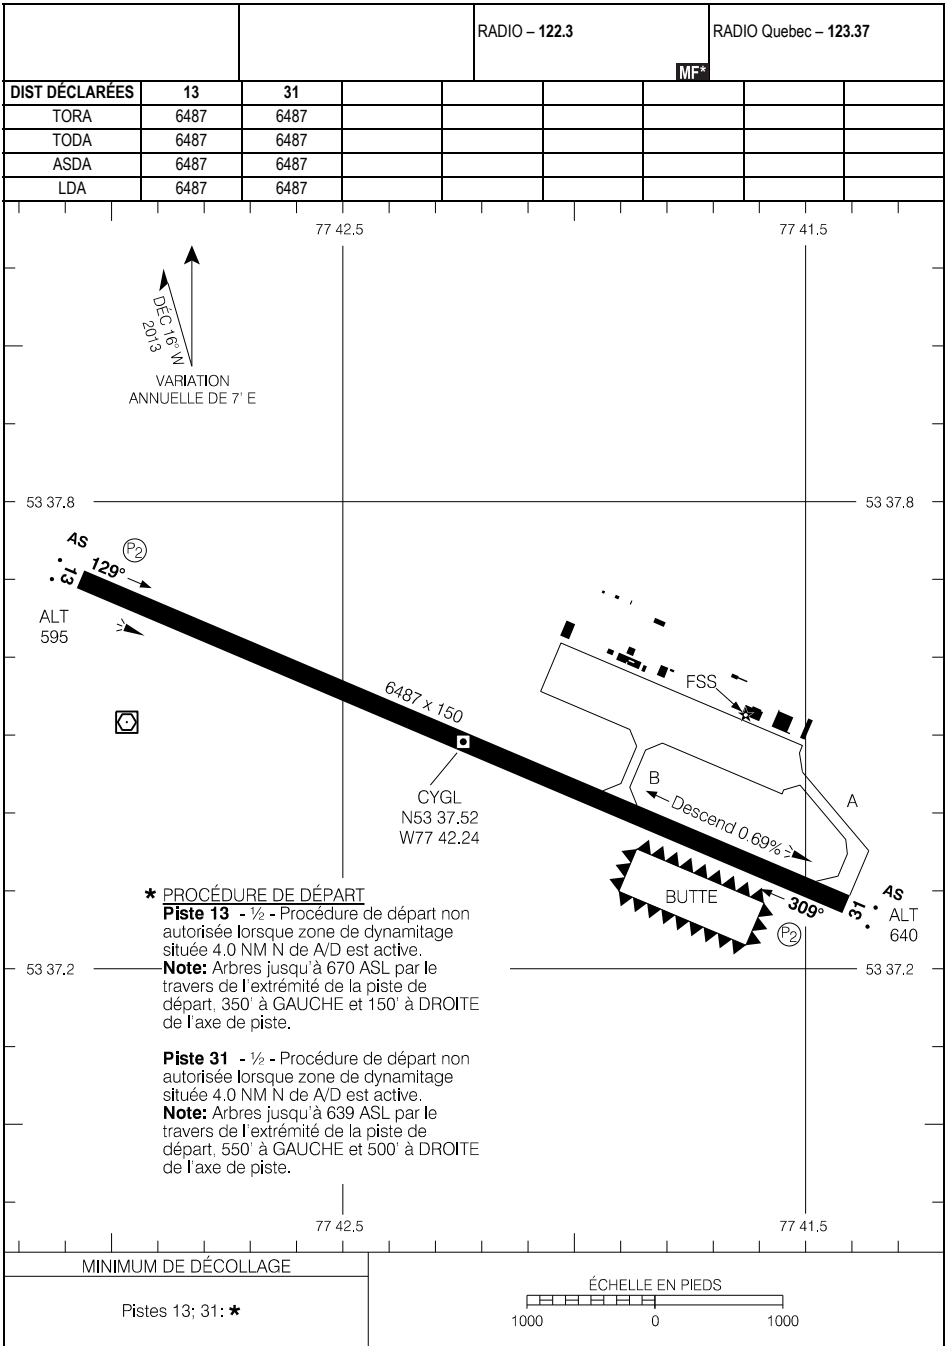 RADIO – 122.3
RADIO Quebec – 123.37
MF*
DIST DÉCLARÉES 13 31
TORA 6487 6487
TODA 6487 6487
ASDA 6487 6487
LDA 6487 6487
77 42.5 77 41.5
DÉC 16° W
2013
VARIATION
ANNUELLE DE 7' E
53 37.8 53 37.8
AS
P2
129°
13
ALT
595
6487 x 150
FSS
CYGL
N53 37.52
W77 42.24
B
A
Descend 0.69%
BUTTE
309°
31
AS
ALT
640
P2
* PROCÉDURE DE DÉPART
Piste 13 - ½ - Procédure de départ non
autorisée lorsque zone de dynamitage
située 4.0 NM N de A/D est active.
53 37.2 53 37.2
Note: Arbres jusqu'à 670 ASL par le
travers de l'extrémité de la piste de
départ, 350' à GAUCHE et 150' à DROITE
de l'axe de piste.
Piste 31 - ½ - Procédure de départ non
autorisée lorsque zone de dynamitage
située 4.0 NM N de A/D est active.
Note: Arbres jusqu'à 639 ASL par le
travers de l'extrémité de la piste de
départ, 550' à GAUCHE et 500' à DROITE
de l'axe de piste.
77 42.5 77 41.5
MINIMUM DE DÉCOLLAGE
Pistes 13; 31: *
ÉCHELLE EN PIEDS
1000 0 1000